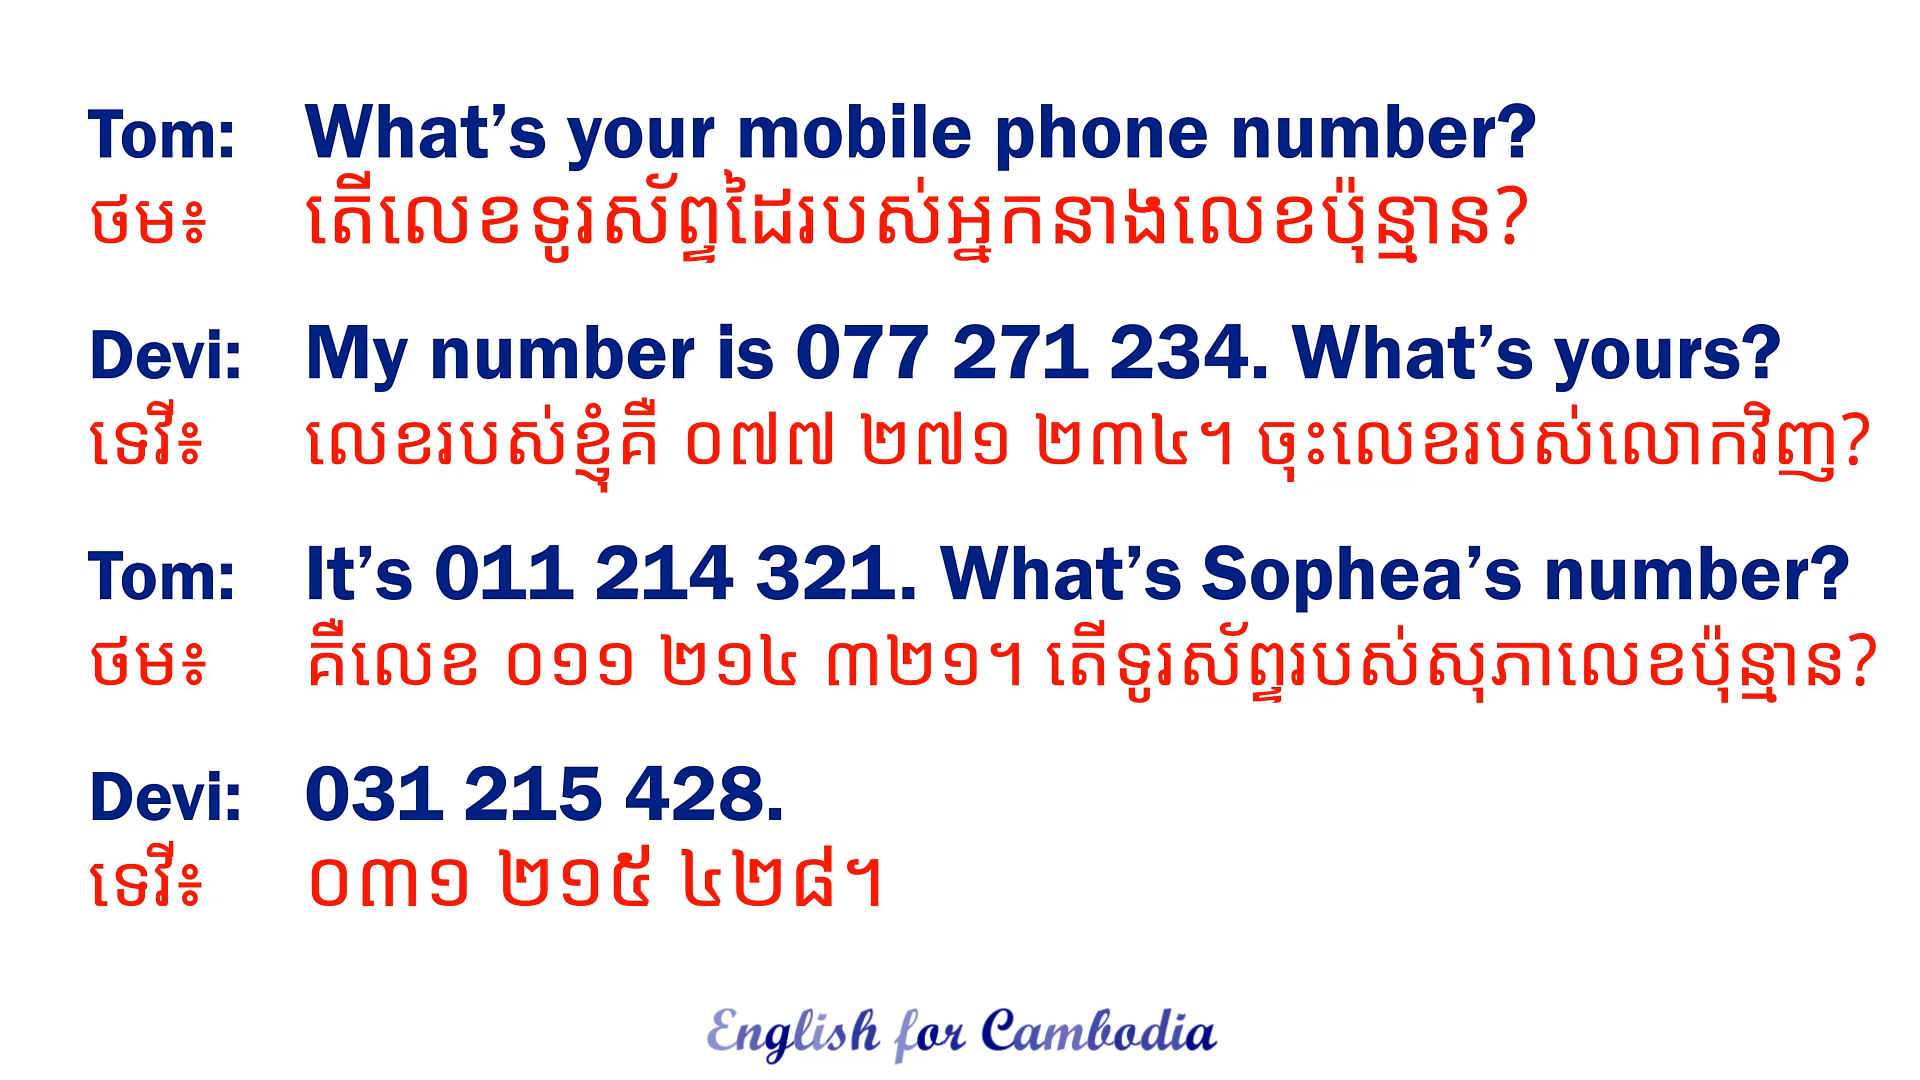 Tom: What's your mobile phone number?
ថម៖ តើលេខទូរស័ព្ទដៃរបស់អ្នកនាងលេខប៉ុន្មាន?
Devi: My number is 077 271 234. What's yours?
ទេវី៖ លេខរបស់ខ្ញុំគឺ ០៧៧ ២៧១ ២៣៤។ ចុះលេខរបស់លោកវិញ?
Tom: It's 011 214 321. What's Sophea's number?
ថម៖ គឺលេខ ០១១ ២១៤ ៣២១។ តើទូរស័ព្ទរបស់សុភាលេខប៉ុន្មាន?
Devi: 031 215 428.
ទេវី៖ ០៣១ ២១៥ ៤២៨។
English for Cambodia